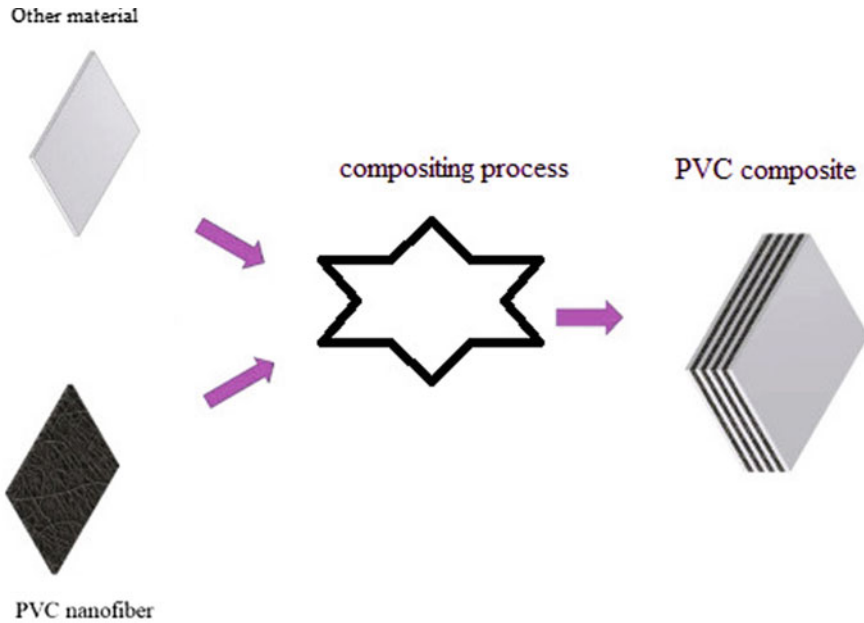 Other material
compositing process
PVC composite
PVC nanofiber